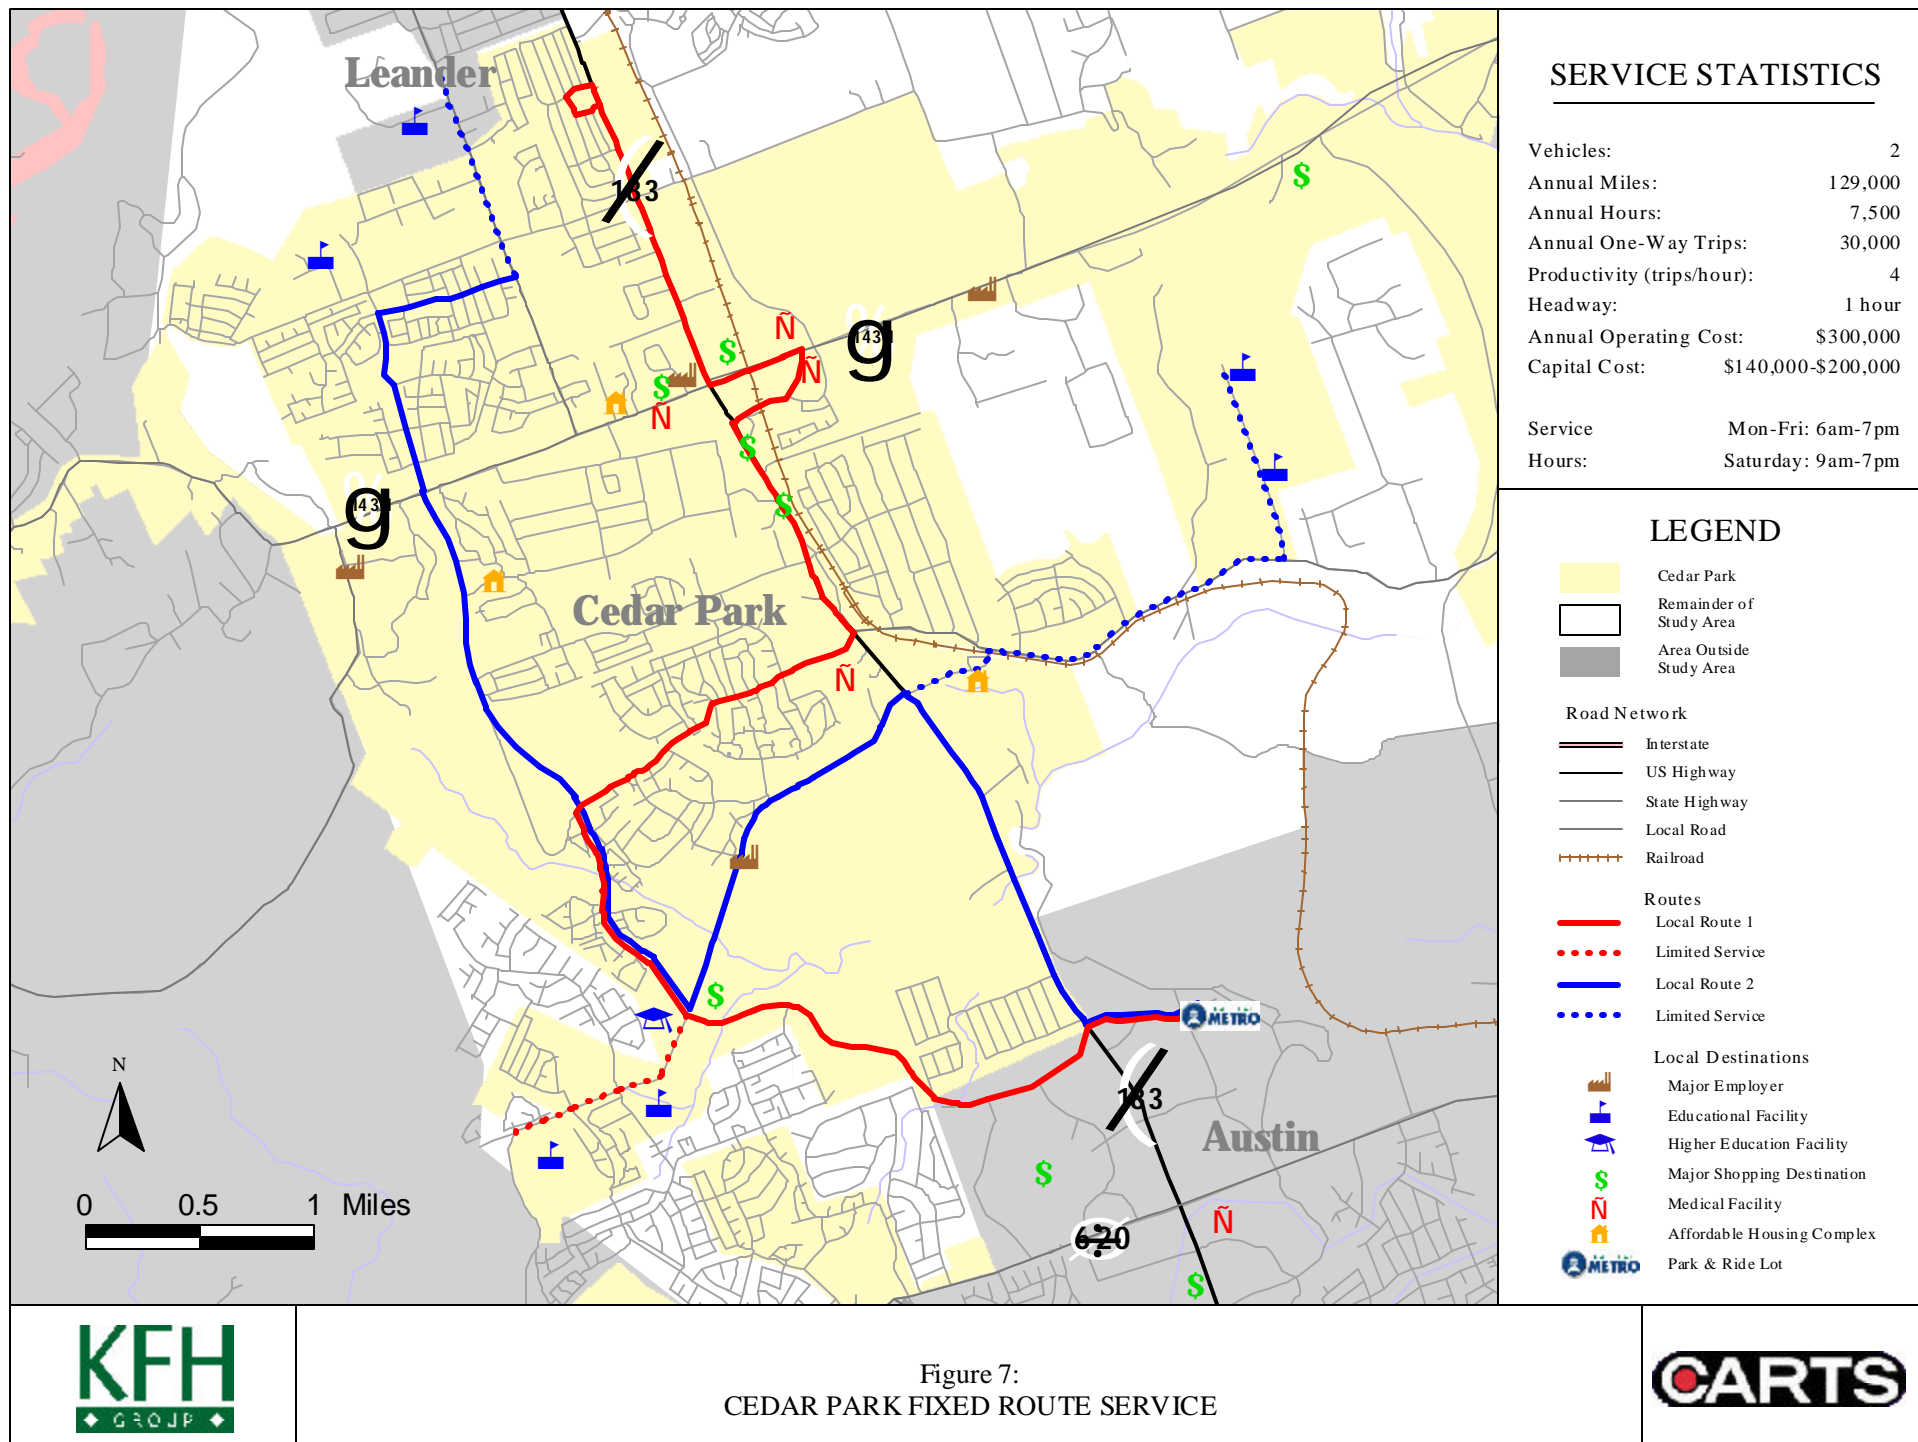 Leander
183
Ñ
1431
$
Ñ
$
$
Ñ
$
$
1431
$
Cedar Park
Ñ
$
METRO
183
Austin
$
620
Ñ
$
N
0 0.5 1 Miles
SERVICE STATISTICS
Vehicles: 2
Annual Miles: 129,000
Annual Hours: 7,500
Annual One-Way Trips: 30,000
Productivity (trips/hour): 4
Headway: 1 hour
Annual Operating Cost: $300,000
Capital Cost: $140,000-$200,000
Service Mon-Fri: 6am-7pm
Hours: Saturday: 9am-7pm
LEGEND
Cedar Park
Remainder of
Study Area
Area Outside
Study Area
Road Network
Interstate
US Highway
State Highway
Local Road
Railroad
Routes
Local Route 1
Limited Service
Local Route 2
Limited Service
Local Destinations
Major Employer
Educational Facility
Higher Education Facility
$ Major Shopping Destination
Ñ Medical Facility
Affordable Housing Complex
METRO Park & Ride Lot
KFH
GROUP
Figure 7:
CEDAR PARK FIXED ROUTE SERVICE
CARTS